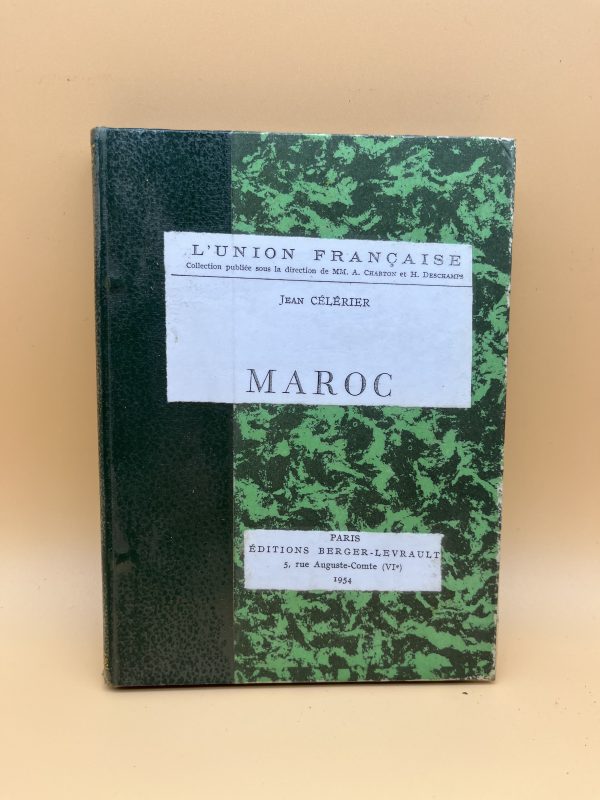 L'UNION FRANÇAISE
Collection publiée sous la direction de MM. A. CHARTON et H. DESCHAMPS
JEAN CÉLÉRIER
MAROC
PARIS
ÉDITIONS BERGER-LEVRAULT
5, rue Auguste-Comte (VIᵉ)
1954